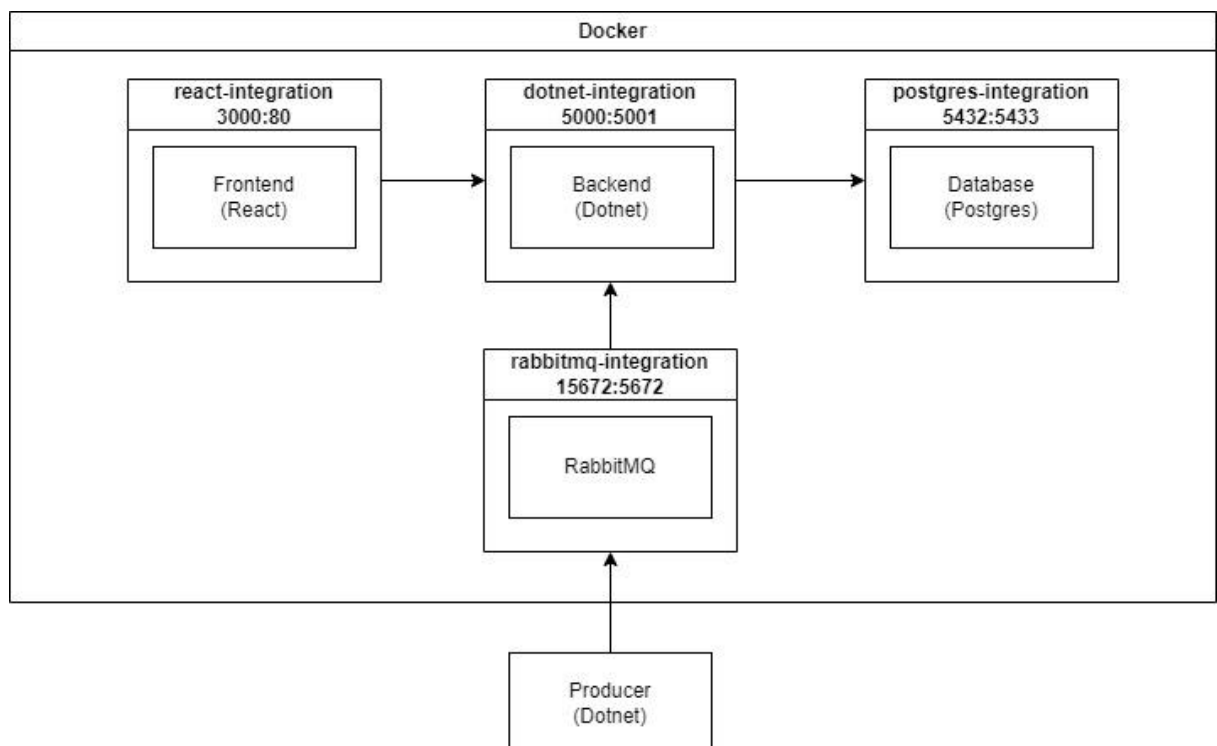 Docker
react-integration
3000:80
Frontend
(React)
dotnet-integration
5000:5001
Backend
(Dotnet)
postgres-integration
5432:5433
Database
(Postgres)
rabbitmq-integration
15672:5672
RabbitMQ
Producer
(Dotnet)